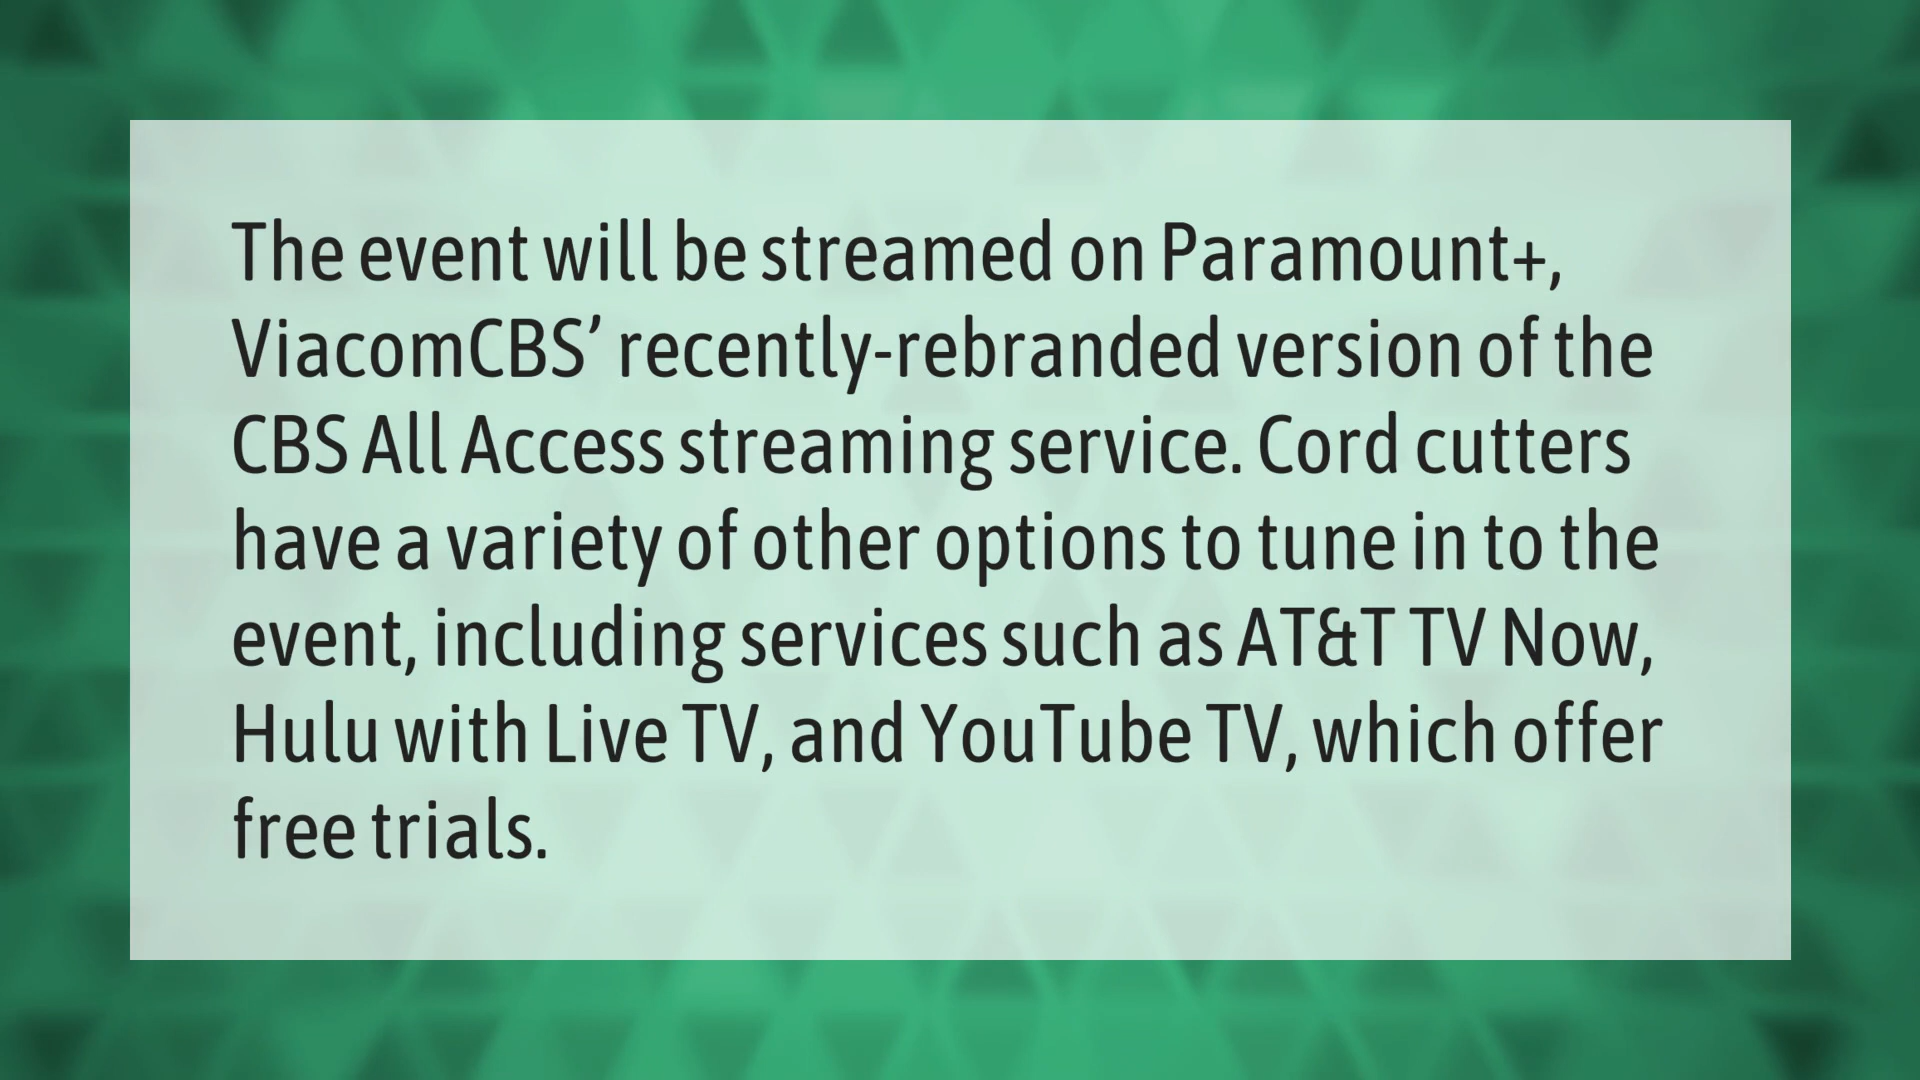 The event will be streamed on Paramount+,
ViacomCBS’ recently-rebranded version of the
CBS All Access streaming service. Cord cutters
have a variety of other options to tune in to the
event, including services such as AT&T TV Now,
Hulu with Live TV, and YouTube TV, which offer
free trials.